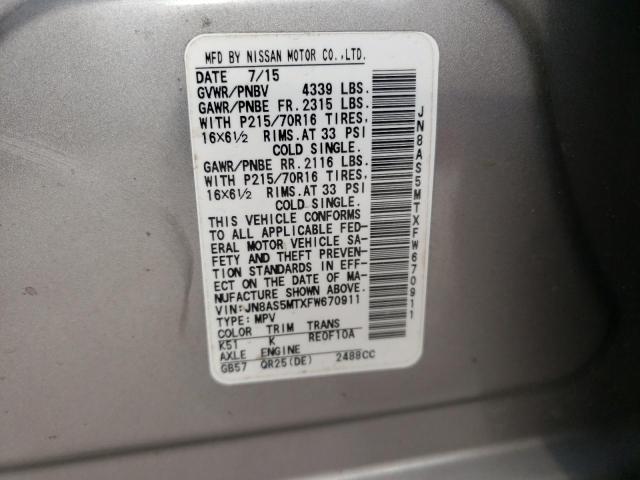 MFD BY NISSAN MOTOR CO.,LTD.
DATE 7/15
GVWR/PNBV 4339 LBS.
GAWR/PNBE FR. 2315 LBS.
WITH P215/70R16 TIRES,
16X6½ RIMS. AT 33 PSI
COLD SINGLE.
GAWR/PNBE RR. 2116 LBS.
WITH P215/70R16 TIRES,
16X6½ RIMS. AT 33 PSI
COLD SINGLE.
THIS VEHICLE CONFORMS
TO ALL APPLICABLE FED-
ERAL MOTOR VEHICLE SA-
FETY AND THEFT PREVEN-
TION STANDARDS IN EFF-
ECT ON THE DATE OF MA-
NUFACTURE SHOWN ABOVE.
VIN:JN8AS5MTXFW670911
TYPE: MPV
COLOR TRIM TRANS
K51 K RE0F10A
AXLE ENGINE
GB57 QR25(DE) 2488CC
JN8AS5MTXFW670911